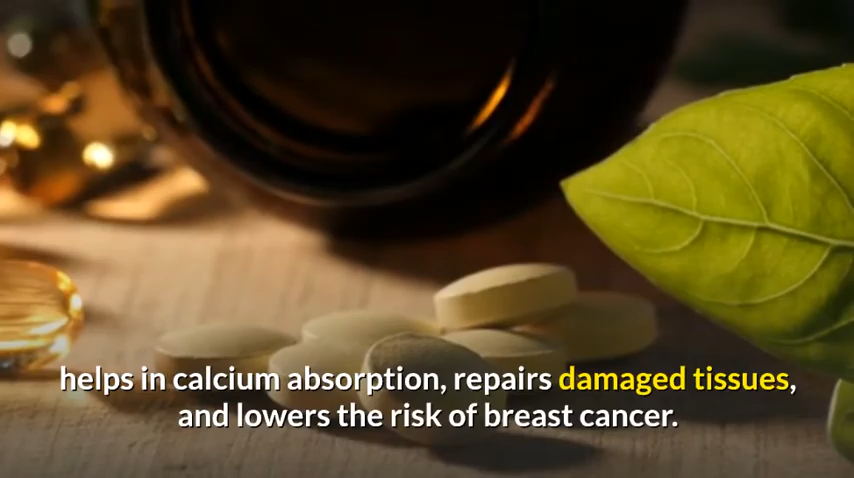 helps in calcium absorption, repairs damaged tissues,
and lowers the risk of breast cancer.